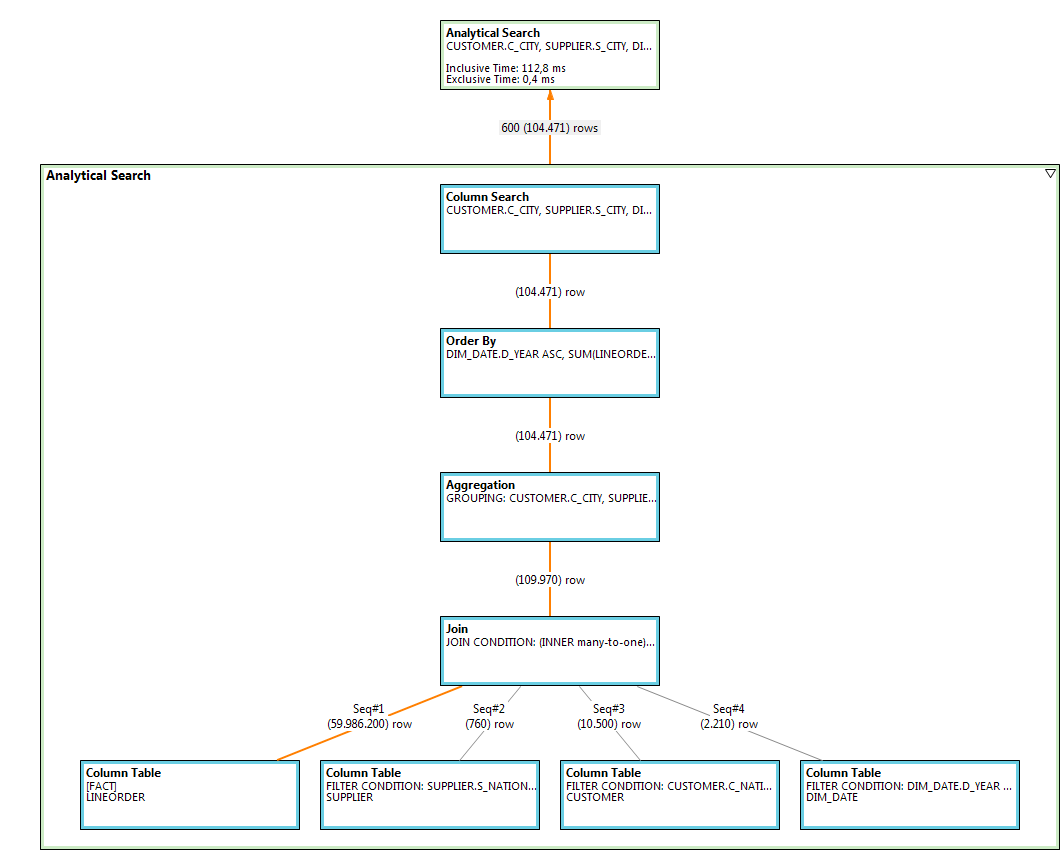 Analytical Search
CUSTOMER.C_CITY, SUPPLIER.S_CITY, DI...
Inclusive Time: 112,8 ms
Exclusive Time: 0,4 ms
600 (104.471) rows
Analytical Search
Column Search
CUSTOMER.C_CITY, SUPPLIER.S_CITY, DI...
(104.471) row
Order By
DIM_DATE.D_YEAR ASC, SUM(LINEORDE...
(104.471) row
Aggregation
GROUPING: CUSTOMER.C_CITY, SUPPLIE...
(109.970) row
Join
JOIN CONDITION: (INNER many-to-one)...
Seq#1
(59.986.200) row
Seq#2
(760) row
Seq#3
(10.500) row
Seq#4
(2.210) row
Column Table
[FACT]
LINEORDER
Column Table
FILTER CONDITION: SUPPLIER.S_NATION...
SUPPLIER
Column Table
FILTER CONDITION: CUSTOMER.C_NATI...
CUSTOMER
Column Table
FILTER CONDITION: DIM_DATE.D_YEAR ...
DIM_DATE